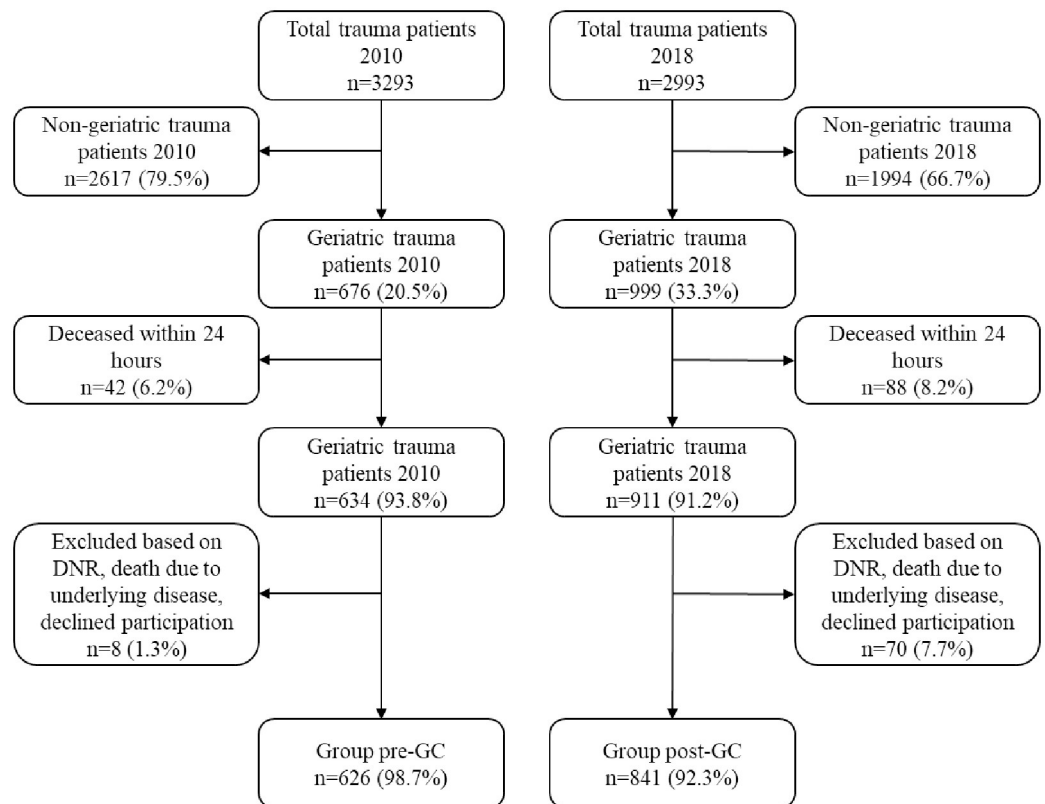 Total trauma patients
2010
n=3293
Total trauma patients
2018
n=2993
Non-geriatric trauma
patients 2010
n=2617 (79.5%)
Non-geriatric trauma
patients 2018
n=1994 (66.7%)
Geriatric trauma
patients 2010
n=676 (20.5%)
Geriatric trauma
patients 2018
n=999 (33.3%)
Deceased within 24
hours
n=42 (6.2%)
Deceased within 24
hours
n=88 (8.2%)
Geriatric trauma
patients 2010
n=634 (93.8%)
Geriatric trauma
patients 2018
n=911 (91.2%)
Excluded based on
DNR, death due to
underlying disease,
declined participation
n=8 (1.3%)
Excluded based on
DNR, death due to
underlying disease,
declined participation
n=70 (7.7%)
Group pre-GC
n=626 (98.7%)
Group post-GC
n=841 (92.3%)